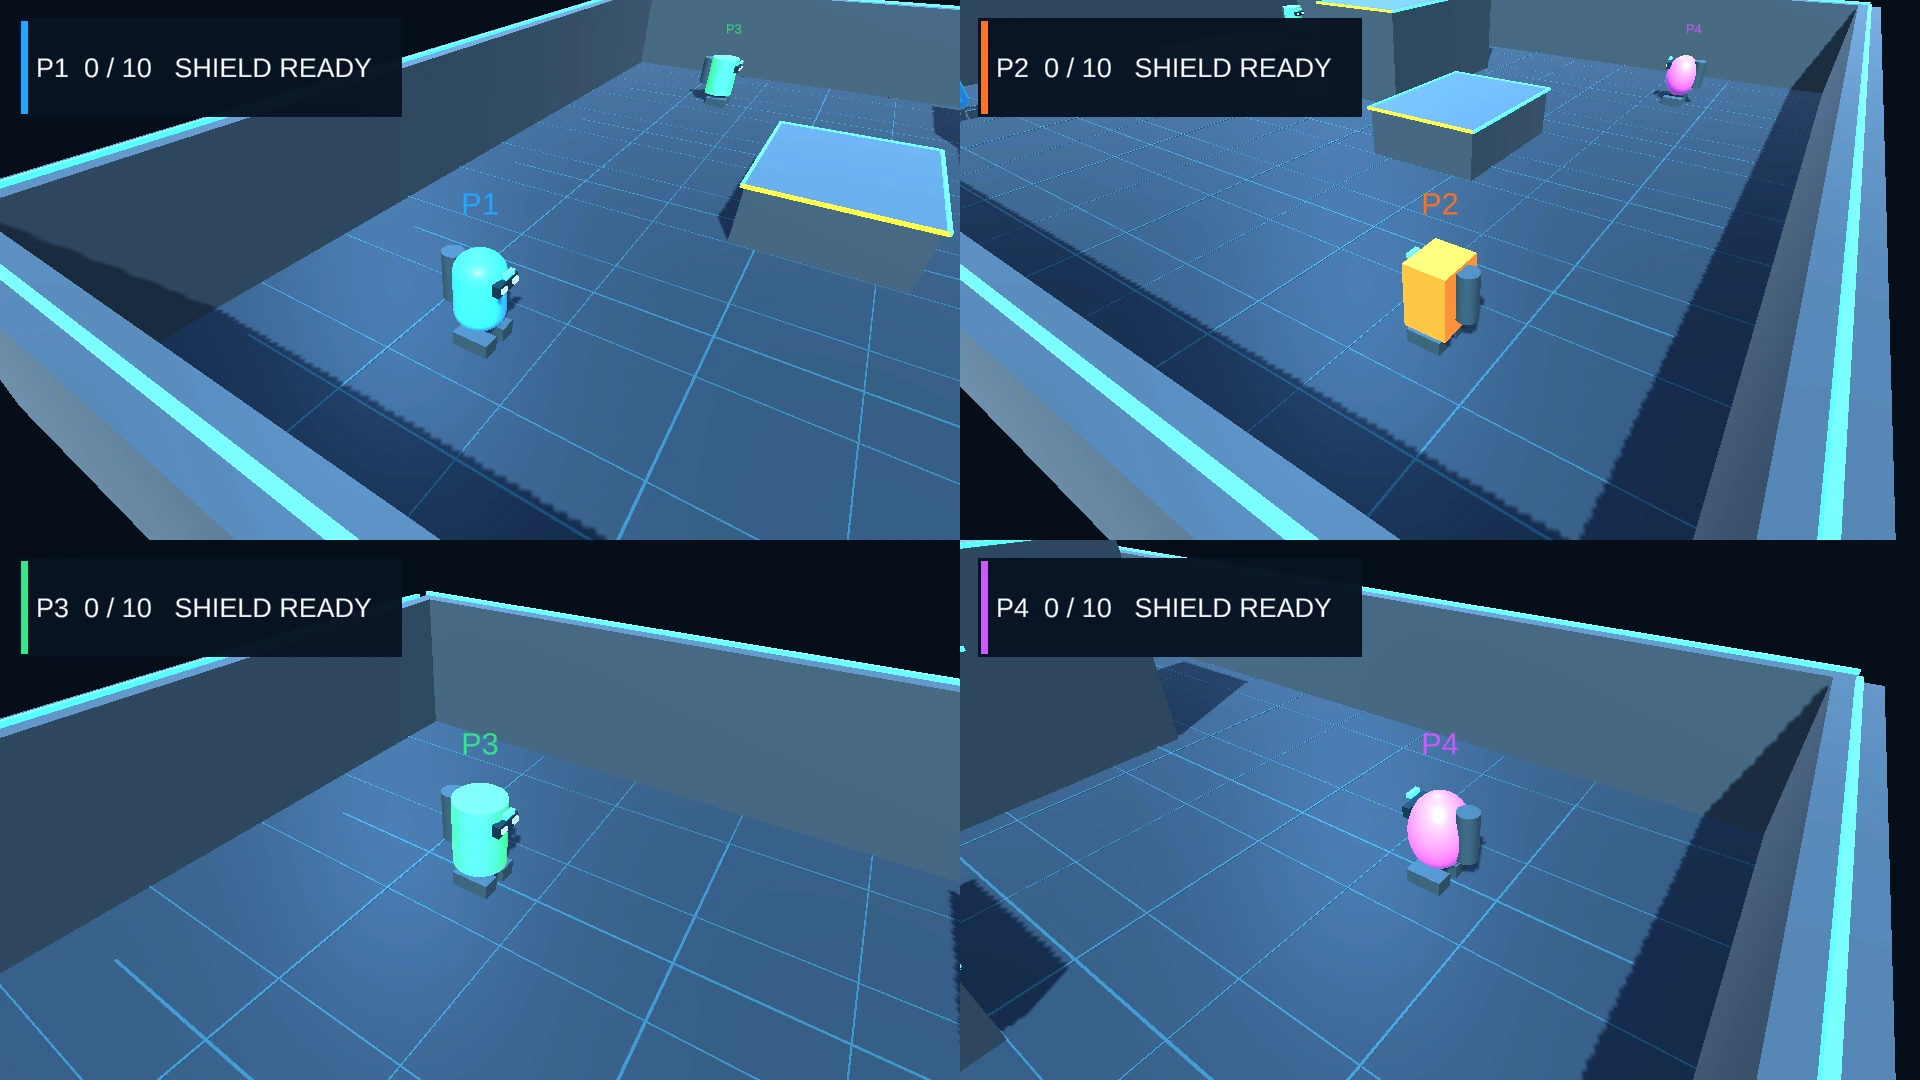 P1 0 / 10 SHIELD READY
P3
P1
P2 0 / 10 SHIELD READY
P4
P2
P3 0 / 10 SHIELD READY
P3
P4 0 / 10 SHIELD READY
P4